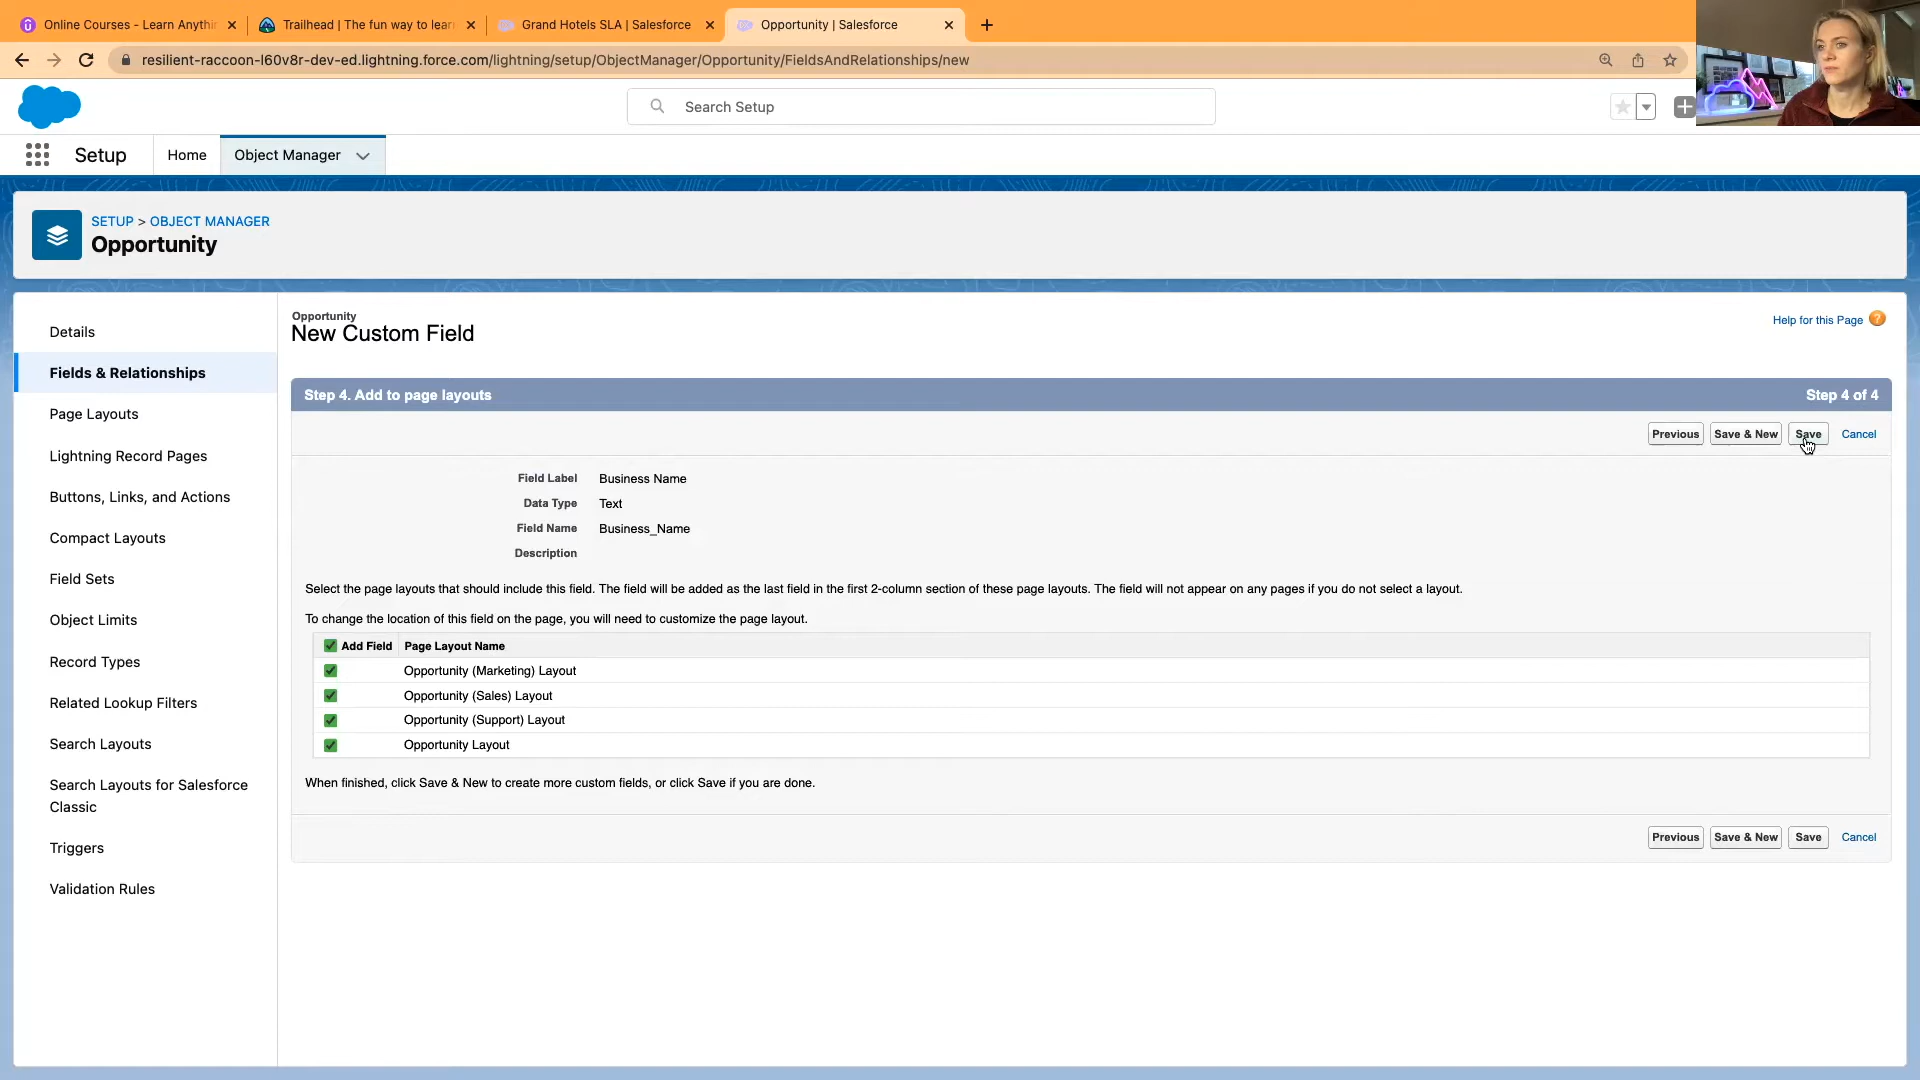 Online Courses - Learn Anythi
Trailhead | The fun way to lear
Grand Hotels SLA | Salesforce
Opportunity | Salesforce
resilient-raccoon-l60v8r-dev-ed.lightning.force.com/lightning/setup/ObjectManager/Opportunity/FieldsAndRelationships/new
Search Setup
Setup
Home
Object Manager
SETUP > OBJECT MANAGER
Opportunity
Details
Fields & Relationships
Page Layouts
Lightning Record Pages
Buttons, Links, and Actions
Compact Layouts
Field Sets
Object Limits
Record Types
Related Lookup Filters
Search Layouts
Search Layouts for Salesforce
Classic
Triggers
Validation Rules
Opportunity
New Custom Field
Help for this Page
Step 4. Add to page layouts
Step 4 of 4
Previous
Save & New
Save
Cancel
Field Label Business Name
Data Type Text
Field Name Business_Name
Description
Select the page layouts that should include this field. The field will be added as the last field in the first 2-column section of these page layouts. The field will not appear on any pages if you do not select a layout.
To change the location of this field on the page, you will need to customize the page layout.
Add Field Page Layout Name
Opportunity (Marketing) Layout
Opportunity (Sales) Layout
Opportunity (Support) Layout
Opportunity Layout
When finished, click Save & New to create more custom fields, or click Save if you are done.
Previous
Save & New
Save
Cancel